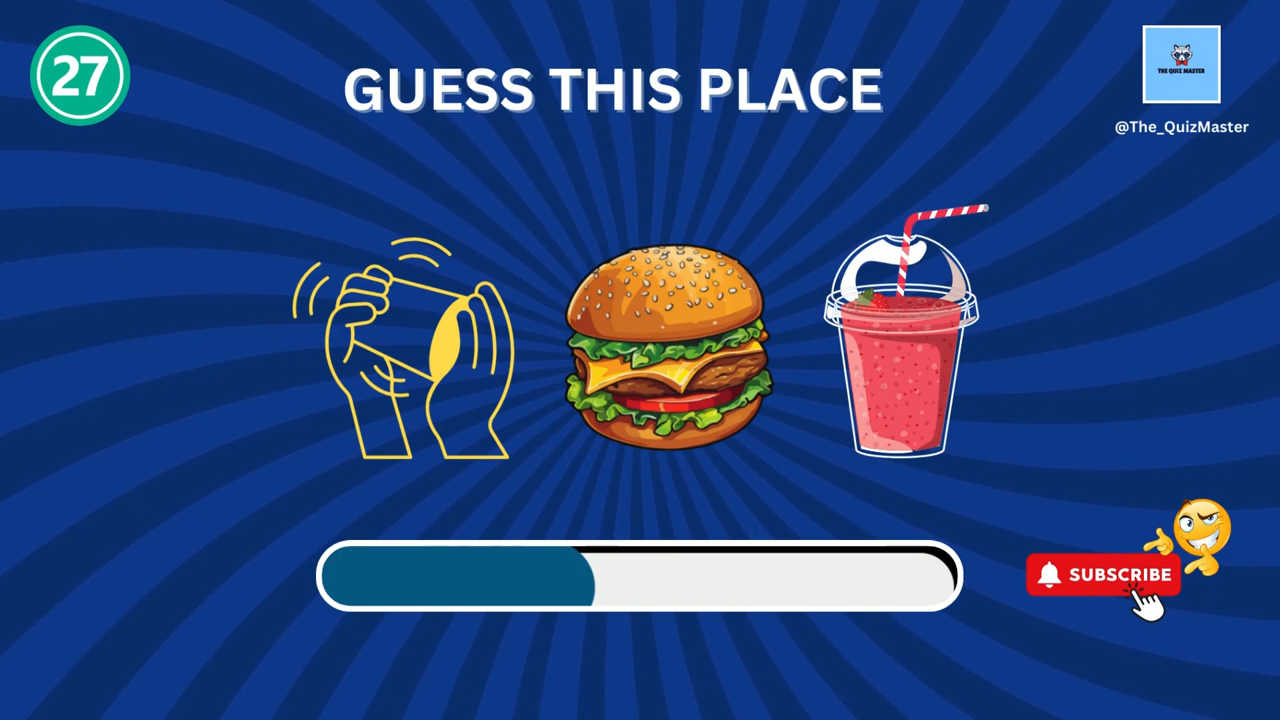 27
GUESS THIS PLACE
THE QUIZ MASTER
@The_QuizMaster
SUBSCRIBE